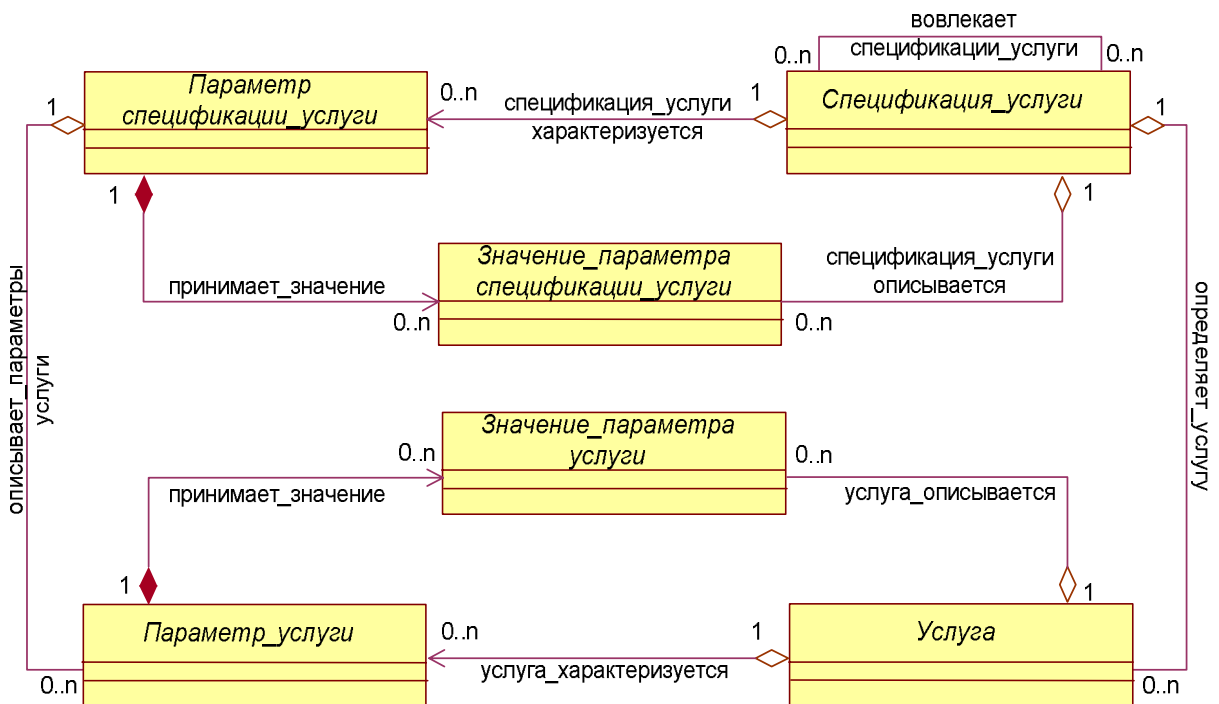 вовлекает
0..n спецификации_услуги 0..n
Параметр
спецификации_услуги
1
0..n
спецификация_услуги
характеризуется
1
Спецификация_услуги
1
1
1
принимает_значение
0..n
Значение_параметра
спецификации_услуги
спецификация_услуги
описывается
0..n
описывает_параметры
услуги
определяет_услугу
Значение_параметра
услуги
0..n
0..n
принимает_значение
услуга_описывается
1
1
Параметр_услуги
0..n
1
Услуга
услуга_характеризуется
0..n
0..n